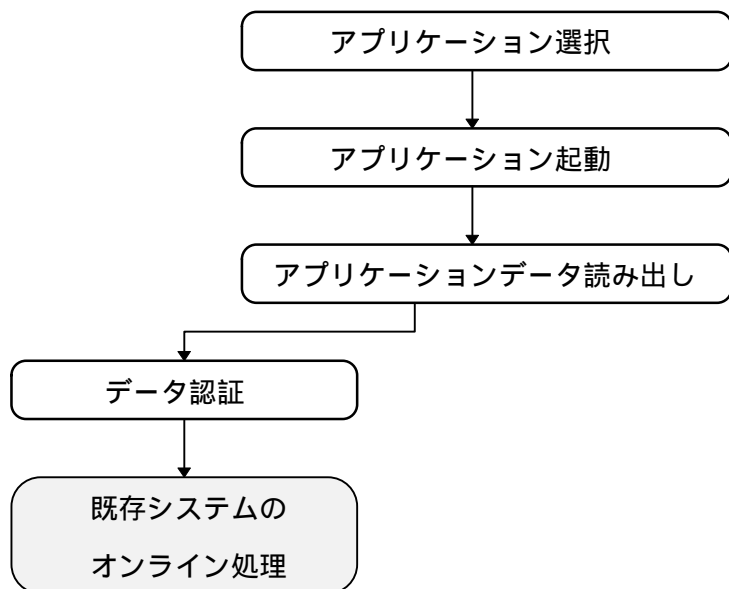 アプリケーション選択
アプリケーション起動
アプリケーションデータ読み出し
データ認証
既存システムの
オンライン処理